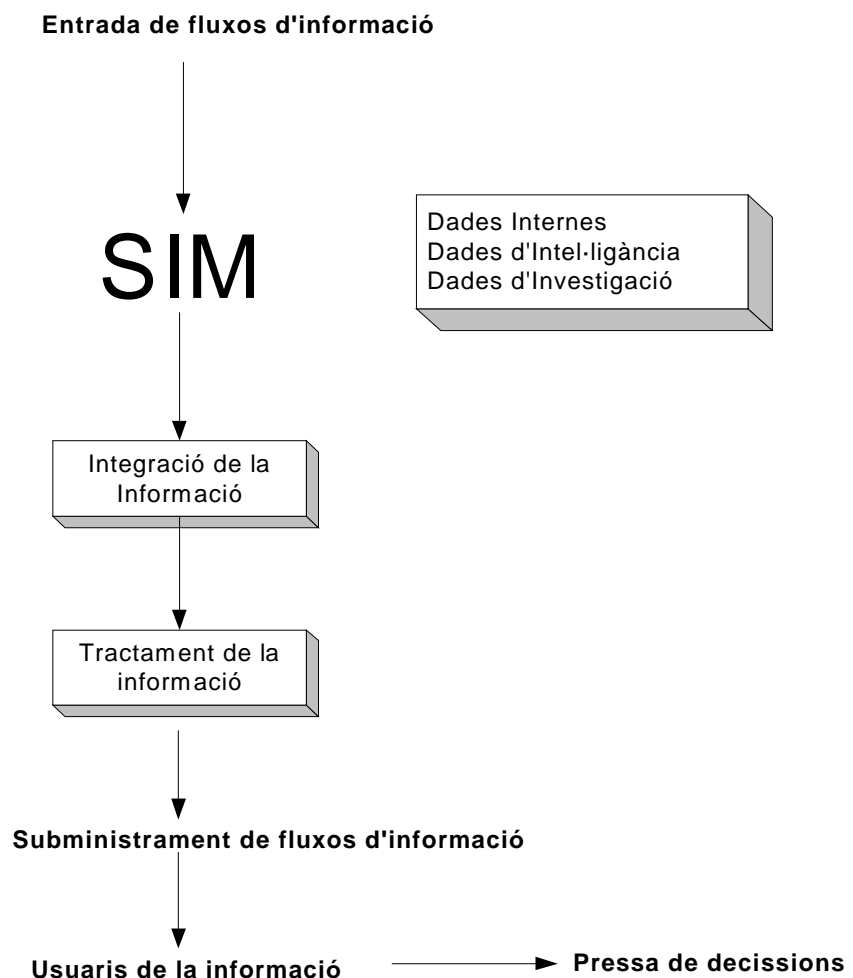 Entrada de fluxos d'informació
SIM
Dades Internes
Dades d'Intel·ligància
Dades d'Investigació
Integració de la
Informació
Tractament de la
informació
Subministrament de fluxos d'informació
Usuaris de la informació
Pressa de decissions